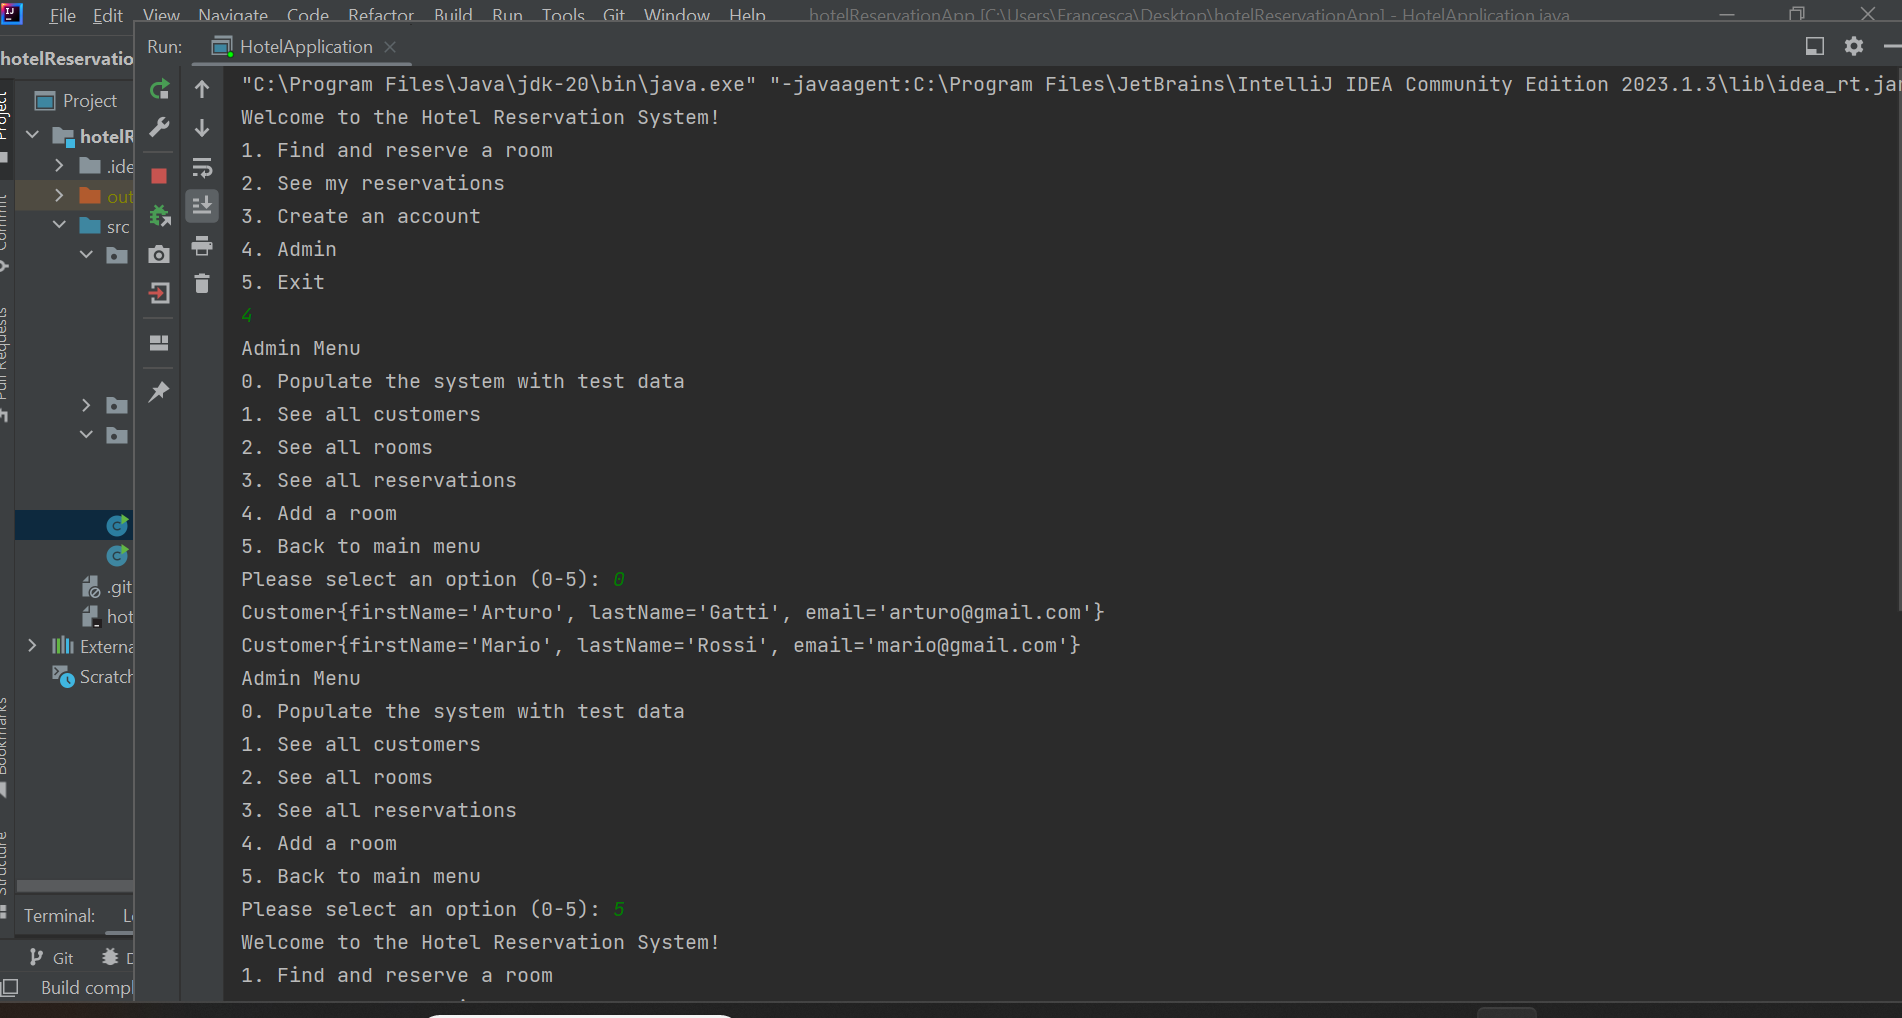 File Edit View Navigate Code Refactor Build Run Tools Git Window Help hotelReservationApp [C:\Users\Francesca\Desktop\hotelReservationApp] - HotelApplication.java
hotelReservatio
Run: HotelApplication
Project
Project
hotelR
.ide
out
src
.git
hot
Externa
Scratch
Commit
Pull Requests
Bookmarks
Structure
"C:\Program Files\Java\jdk-20\bin\java.exe" "-javaagent:C:\Program Files\JetBrains\IntelliJ IDEA Community Edition 2023.1.3\lib\idea_rt.jar
Welcome to the Hotel Reservation System!
1. Find and reserve a room
2. See my reservations
3. Create an account
4. Admin
5. Exit
4
Admin Menu
0. Populate the system with test data
1. See all customers
2. See all rooms
3. See all reservations
4. Add a room
5. Back to main menu
Please select an option (0-5): 0
Customer{firstName='Arturo', lastName='Gatti', email='arturo@gmail.com'}
Customer{firstName='Mario', lastName='Rossi', email='mario@gmail.com'}
Admin Menu
0. Populate the system with test data
1. See all customers
2. See all rooms
3. See all reservations
4. Add a room
5. Back to main menu
Please select an option (0-5): 5
Welcome to the Hotel Reservation System!
1. Find and reserve a room
Terminal: Lo
Git D
Build compl